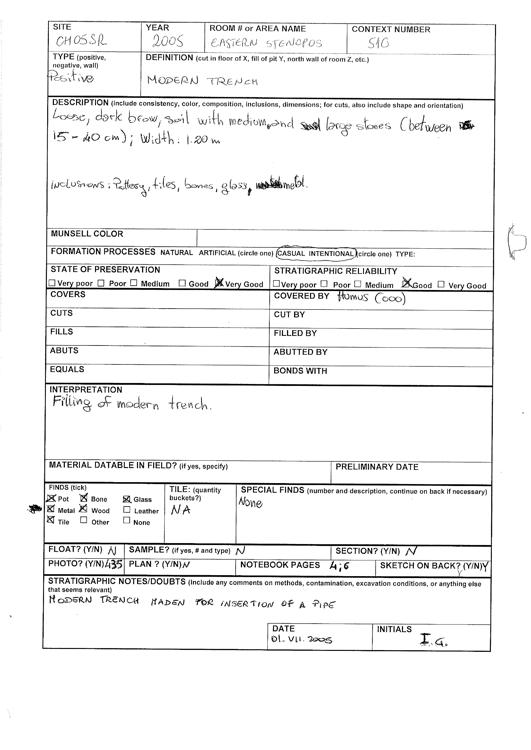 SITE YEAR ROOM # or AREA NAME CONTEXT NUMBER
CHOSSR 2005 EASTERN STENOPOS 510
TYPE (positive, negative, wall) DEFINITION (cut in floor of X, fill of pit Y, north wall of room Z, etc.)
Positive MODERN TRENCH
DESCRIPTION (include consistency, color, composition, inclusions, dimensions; for cuts, also include shape and orientation)
Loose, dark brow, soil with medium and large stones (between
15-40 cm); Width: 1.20 m
inclusions: Pottery, tiles, bones, glass, metal.
MUNSELL COLOR
FORMATION PROCESSES NATURAL ARTIFICIAL (circle one) CASUAL INTENTIONAL (circle one) TYPE:
STATE OF PRESERVATION STRATIGRAPHIC RELIABILITY
☐ Very poor ☐ Poor ☐ Medium ☐ Good ☒ Very Good ☐ Very poor ☐ Poor ☐ Medium ☒ Good ☐ Very Good
COVERS COVERED BY Humus (000)
CUTS CUT BY
FILLS FILLED BY
ABUTS ABUTTED BY
EQUALS BONDS WITH
INTERPRETATION
Filling of modern trench.
MATERIAL DATABLE IN FIELD? (if yes, specify) PRELIMINARY DATE
FINDS (tick) TILE: (quantity buckets?) SPECIAL FINDS (number and description, continue on back if necessary)
☒ Pot ☒ Bone ☒ Glass NA None
☒ Metal ☒ Wood ☐ Leather
☒ Tile ☐ Other ☐ None
FLOAT? (Y/N) N SAMPLE? (if yes, # and type) N SECTION? (Y/N) N
PHOTO? (Y/N) 435 PLAN ? (Y/N) N NOTEBOOK PAGES 4;6 SKETCH ON BACK? (Y/N) Y
STRATIGRAPHIC NOTES/DOUBTS (Include any comments on methods, contamination, excavation conditions, or anything else that seems relevant)
MODERN TRENCH MADEN FOR INSERTION OF A PIPE
DATE INITIALS
01.VII.2005 I.G.